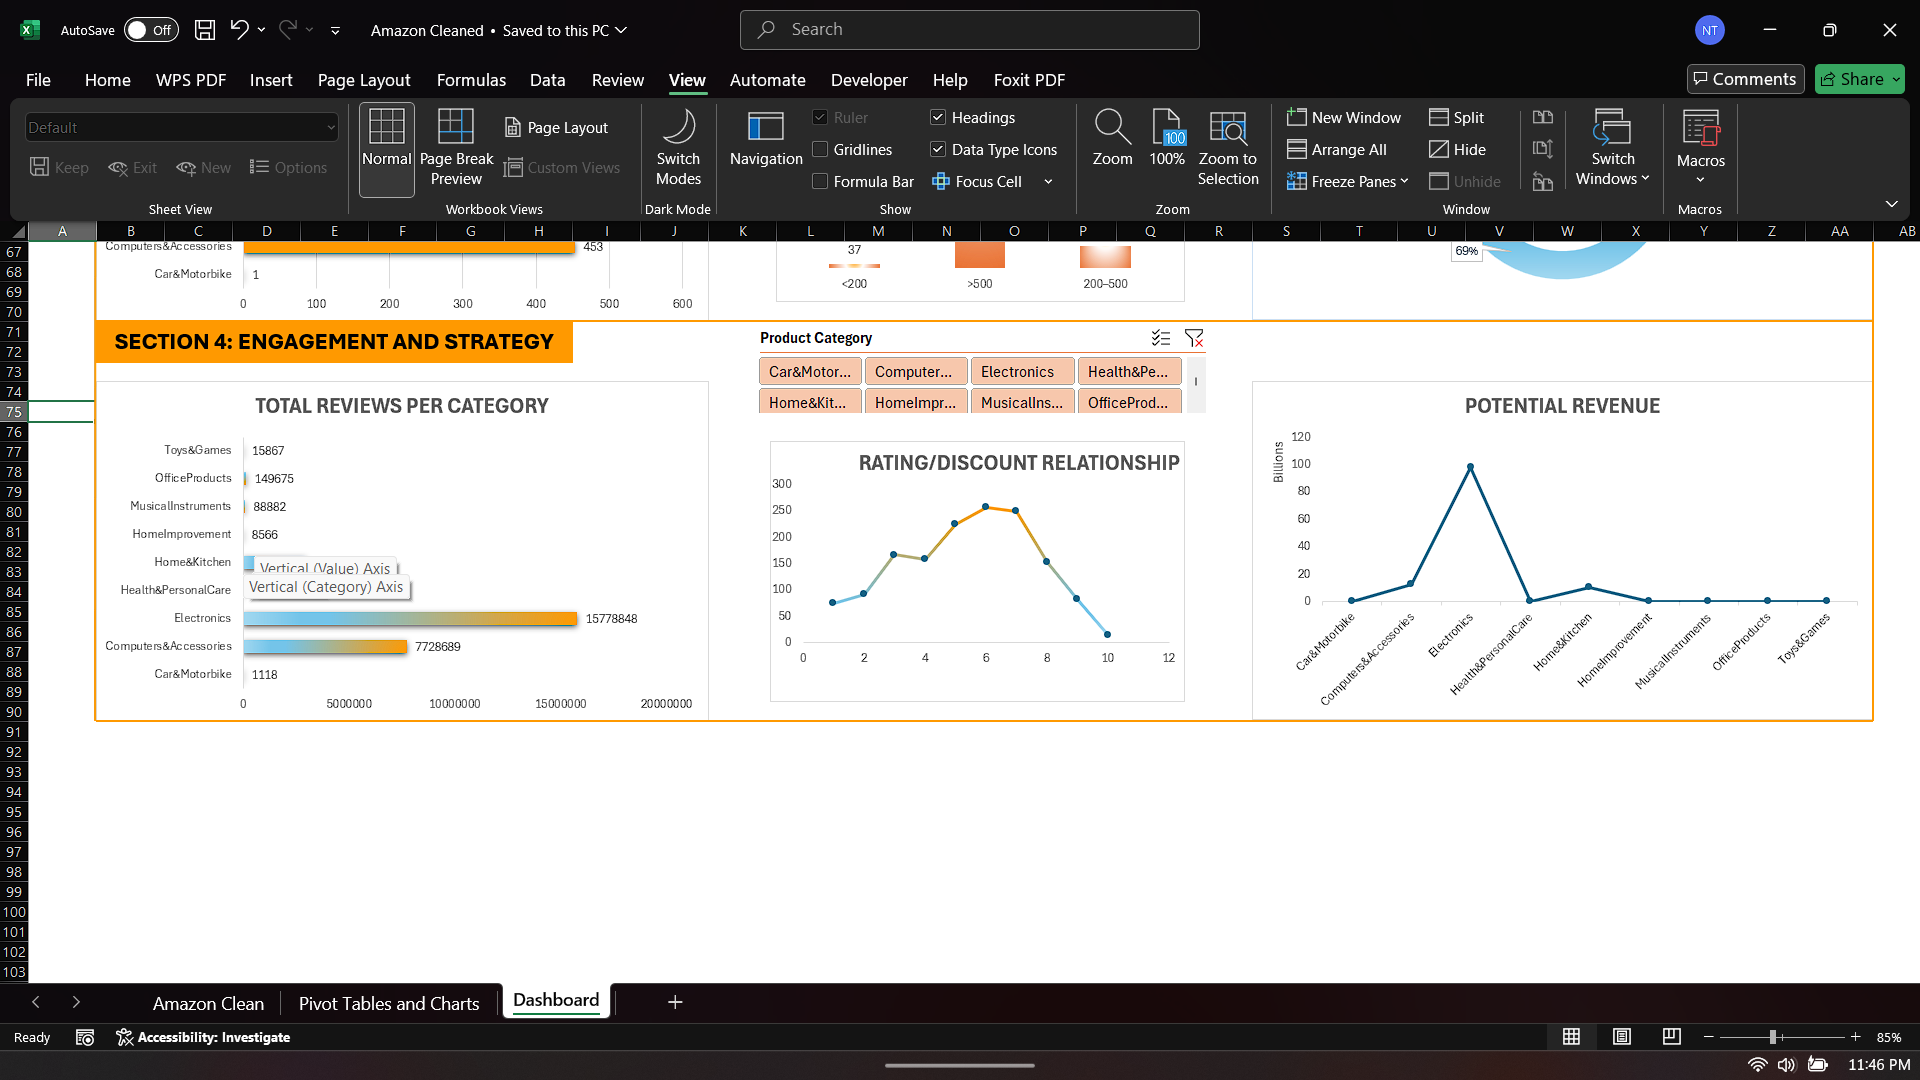 AutoSave Off Amazon Cleaned • Saved to this PC Search NT
File Home WPS PDF Insert Page Layout Formulas Data Review View Automate Developer Help Foxit PDF Comments Share
Default
Keep Exit New Options
Sheet View
Normal
Page Break Preview
Page Layout
Custom Views
Workbook Views
Switch Modes
Dark Mode
Navigation
Ruler
Gridlines
Formula Bar
Headings
Data Type Icons
Focus Cell
Show
Zoom
100
100%
Zoom to Selection
Zoom
New Window
Arrange All
Freeze Panes
Split
Hide
Unhide
Switch Windows
Window
Macros
Macros
A B C D E F G H I J K L M N O P Q R S T U V W X Y Z AA AB
67
68
69
70
71
72
73
74
75
76
77
78
79
80
81
82
83
84
85
86
87
88
89
90
91
92
93
94
95
96
97
98
99
100
101
102
103
Computers&Accessories 453
Car&Motorbike 1
0 100 200 300 400 500 600
37
<200 >500 200–500
69%
SECTION 4: ENGAGEMENT AND STRATEGY
Product Category
Car&Motor... Computer... Electronics Health&Pe...
Home&Kit... HomeImpr... MusicalIns... OfficeProd...
TOTAL REVIEWS PER CATEGORY
Toys&Games 15867
OfficeProducts 149675
MusicalInstruments 88882
HomeImprovement 8566
Home&Kitchen
Vertical (Value) Axis
HealthßPersonalCare
Vertical (Category) Axis
Electronics 15778848
Computers&Accessories 7728689
Car&Motorbike 1118
0 5000000 10000000 15000000 20000000
RATING/DISCOUNT RELATIONSHIP
300
250
200
150
100
50
0
0 2 4 6 8 10 12
POTENTIAL REVENUE
Billions
120
100
80
60
40
20
0
Car&Motorbike
Computers&Accessories
Electronics
Health&PersonalCare
Home&Kitchen
HomeImprovement
MusicalInstruments
OfficeProducts
Toys&Games
Amazon Clean Pivot Tables and Charts Dashboard
Ready Accessibility: Investigate 85%
11:46 PM